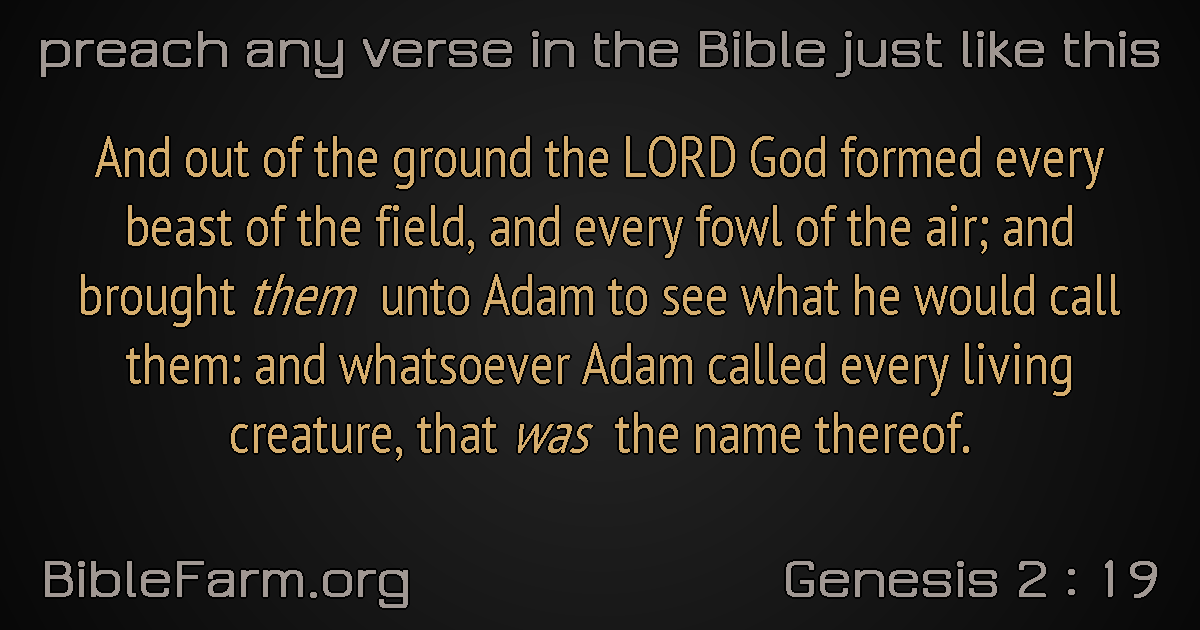 preach any verse in the Bible just like this
And out of the ground the LORD God formed every
beast of the field, and every fowl of the air; and
brought them unto Adam to see what he would call
them: and whatsoever Adam called every living
creature, that was the name thereof.
BibleFarm.org
Genesis 2 : 19